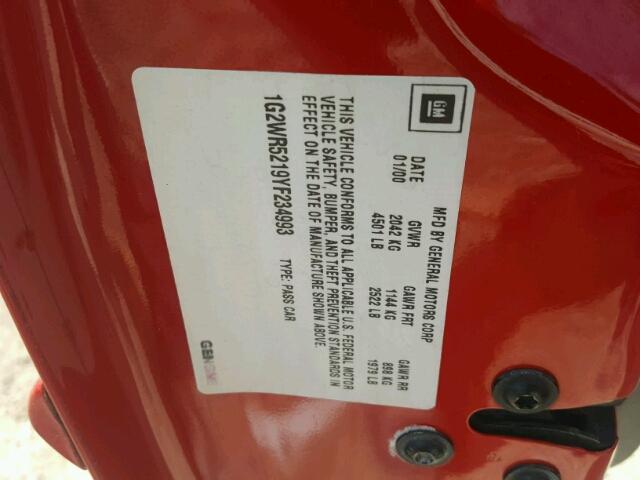 GM
MFD BY GENERAL MOTORS CORP
DATE GVWR GAWR FRT GAWR RR
01/00 2042 KG 1144 KG 898 KG
4501 LB 2522 LB 1979 LB
THIS VEHICLE CONFORMS TO ALL APPLICABLE U.S. FEDERAL MOTOR
VEHICLE SAFETY, BUMPER, AND THEFT PREVENTION STANDARDS IN
EFFECT ON THE DATE OF MANUFACTURE SHOWN ABOVE.
1G2WR5219YF234993 TYPE: PASS CAR